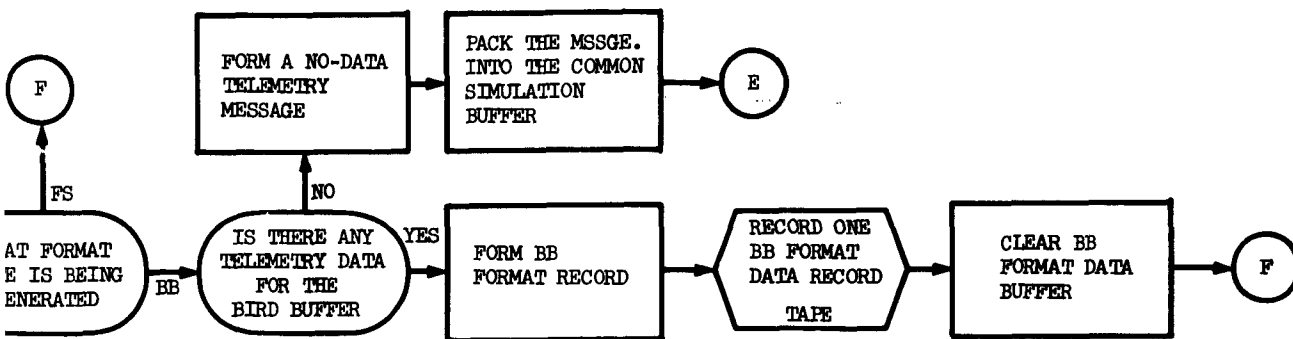 F
FORM A NO-DATA
TELEMETRY
MESSAGE
PACK THE MSSGE.
INTO THE COMMON
SIMULATION
BUFFER
E
FS
NO
AT FORMAT
E IS BEING
ENERATED
BB
IS THERE ANY
TELEMETRY DATA
FOR THE
BIRD BUFFER
YES
FORM BB
FORMAT RECORD
RECORD ONE
BB FORMAT
DATA RECORD
TAPE
CLEAR BB
FORMAT DATA
BUFFER
F